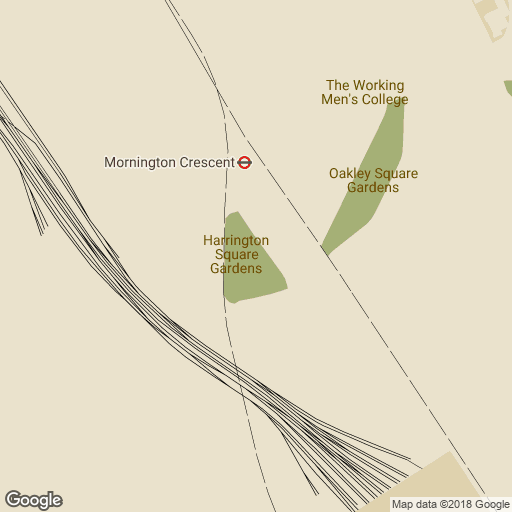 The Working
Men's College
Mornington Crescent
Oakley Square
Gardens
Harrington
Square
Gardens
Google
Map data ©2018 Google